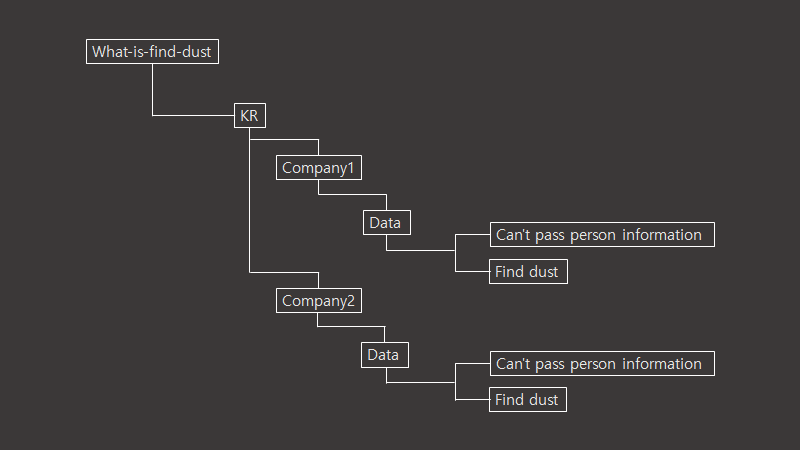 What-is-find-dust
KR
Company1
Data
Can't pass person information
Find dust
Company2
Data
Can't pass person information
Find dust